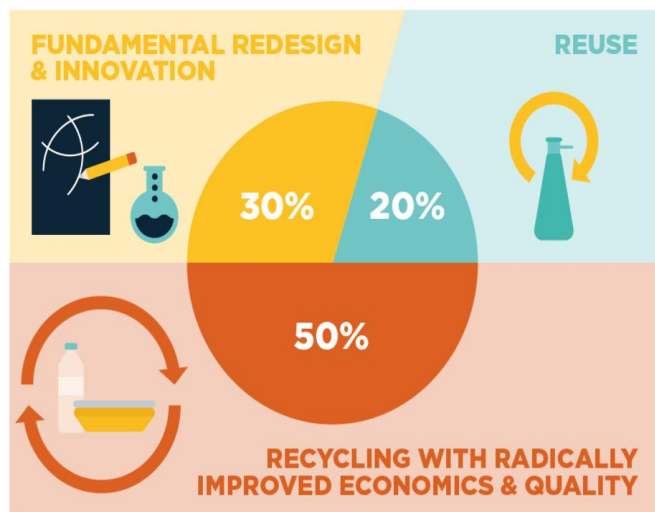 FUNDAMENTAL REDESIGN
& INNOVATION
REUSE
30%
20%
50%
RECYCLING WITH RADICALLY
IMPROVED ECONOMICS & QUALITY